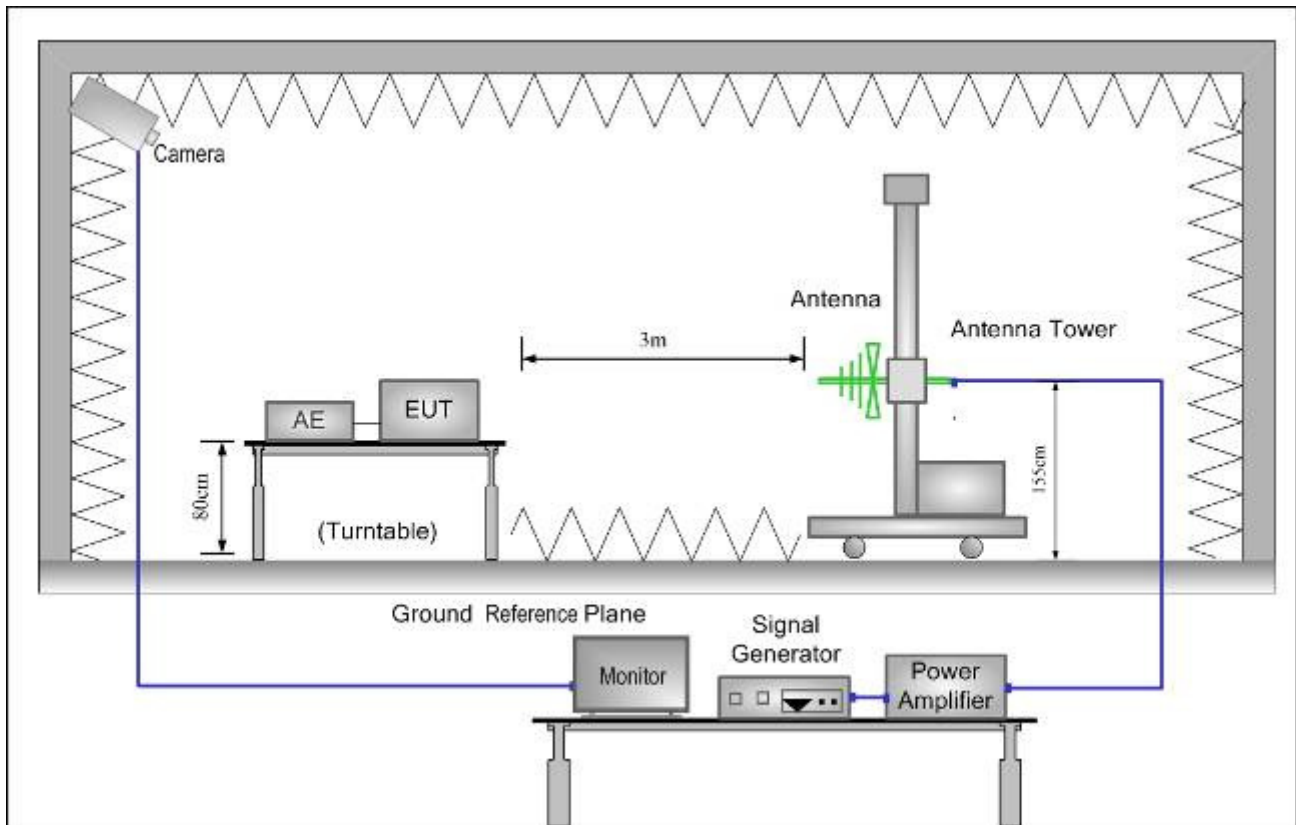 Camera
Antenna
Antenna Tower
3m
AE
EUT
80cm
155cm
(Turntable)
Ground Reference Plane
Signal
Generator
Monitor
Power
Amplifier